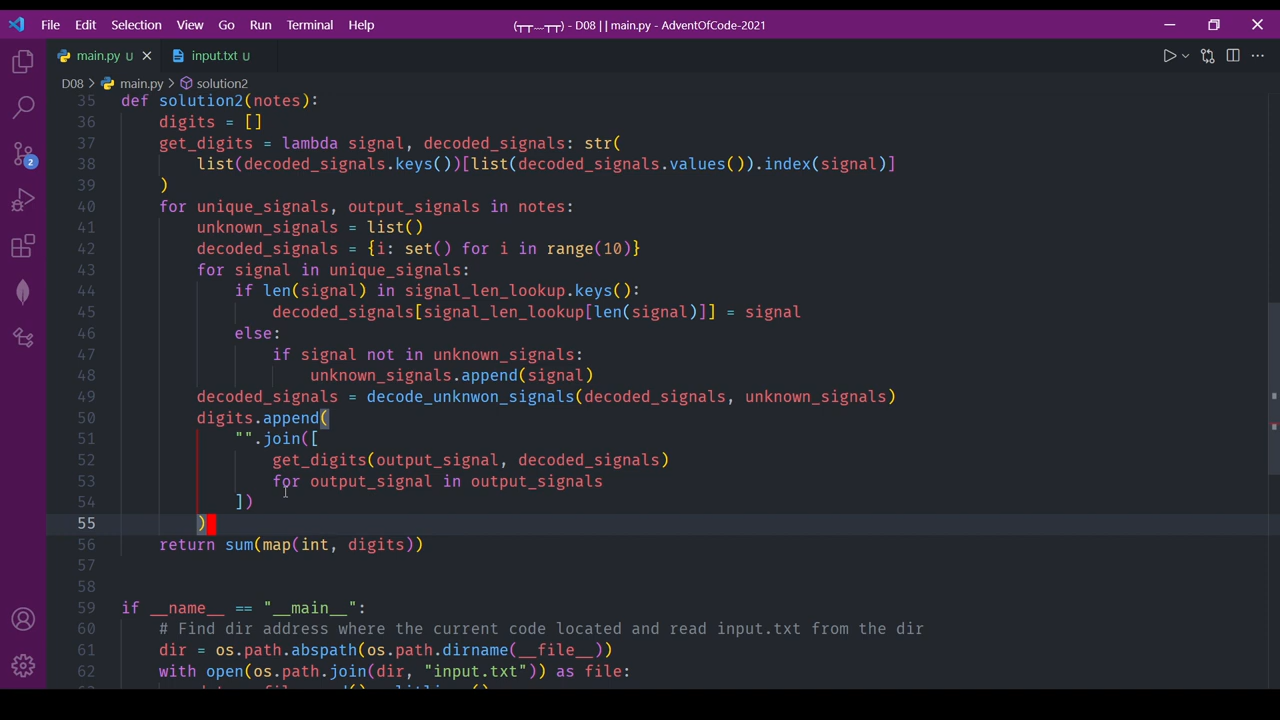 File Edit Selection View Go Run Terminal Help (┬┬﹏┬┬) - D08 | | main.py - AdventOfCode-2021
main.py U input.txt U
D08 > main.py > solution2
2
35 def solution2(notes):
36 digits = []
37 get_digits = lambda signal, decoded_signals: str(
38 list(decoded_signals.keys())[list(decoded_signals.values()).index(signal)]
39 )
40 for unique_signals, output_signals in notes:
41 unknown_signals = list()
42 decoded_signals = {i: set() for i in range(10)}
43 for signal in unique_signals:
44 if len(signal) in signal_len_lookup.keys():
45 decoded_signals[signal_len_lookup[len(signal)]] = signal
46 else:
47 if signal not in unknown_signals:
48 unknown_signals.append(signal)
49 decoded_signals = decode_unknwon_signals(decoded_signals, unknown_signals)
50 digits.append(
51 "".join([
52 get_digits(output_signal, decoded_signals)
53 for output_signal in output_signals
54 ])
55 )
56 return sum(map(int, digits))
57
58
59 if __name__ == "__main__":
60 # Find dir address where the current code located and read input.txt from the dir
61 dir = os.path.abspath(os.path.dirname(__file__))
62 with open(os.path.join(dir, "input.txt")) as file: